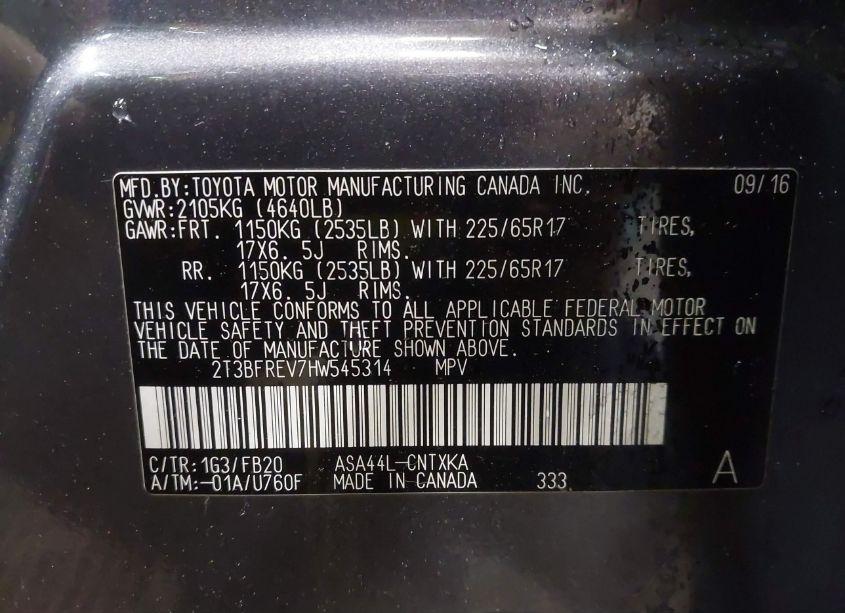 MFD.BY:TOYOTA MOTOR MANUFACTURING CANADA INC. 09/16
GVWR:2105KG (4640LB)
GAWR:FRT. 1150KG (2535LB) WITH 225/65R17 TIRES,
17X6.5J RIMS.
RR. 1150KG (2535LB) WITH 225/65R17 TIRES,
17X6.5J RIMS.
THIS VEHICLE CONFORMS TO ALL APPLICABLE FEDERAL MOTOR
VEHICLE SAFETY AND THEFT PREVENTION STANDARDS IN EFFECT ON
THE DATE OF MANUFACTURE SHOWN ABOVE.
2T3BFREV7HW545314 MPV
C/TR:1G3/FB20 ASA44L-CNTXKA
A/TM:-01A/U760F MADE IN CANADA 333 A